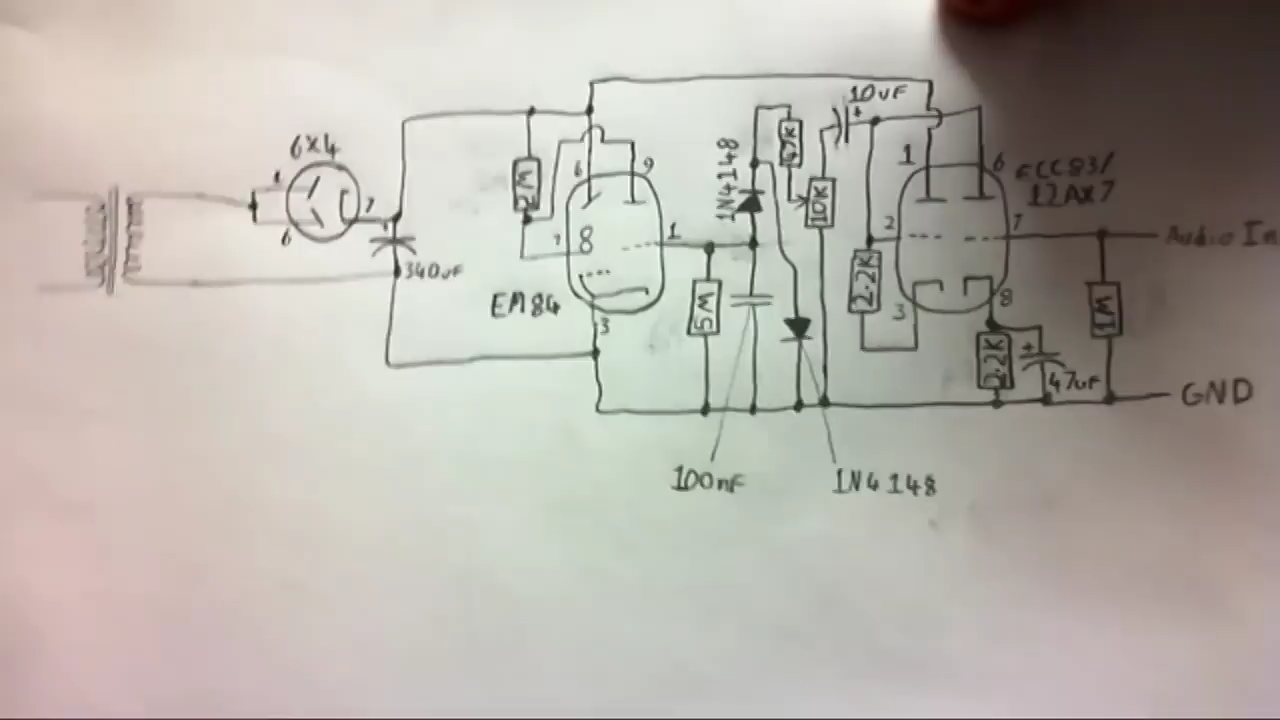 10uF
6X4
1
7
6
340uF
2M
6
9
7
8
1
EM84
3
1N4148
47K
10K
5M
1
6
ECC83/
12AX7
2
7
Audio In
2.2K
3
8
2.2K
47uF
1M
GND
100nF
1N4148